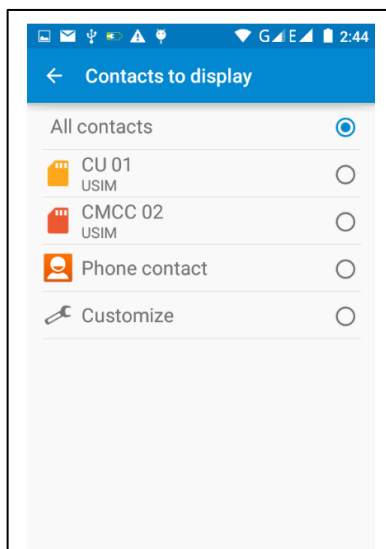 G E 2:44
Contacts to display
All contacts
CU 01
USIM
CMCC 02
USIM
Phone contact
Customize